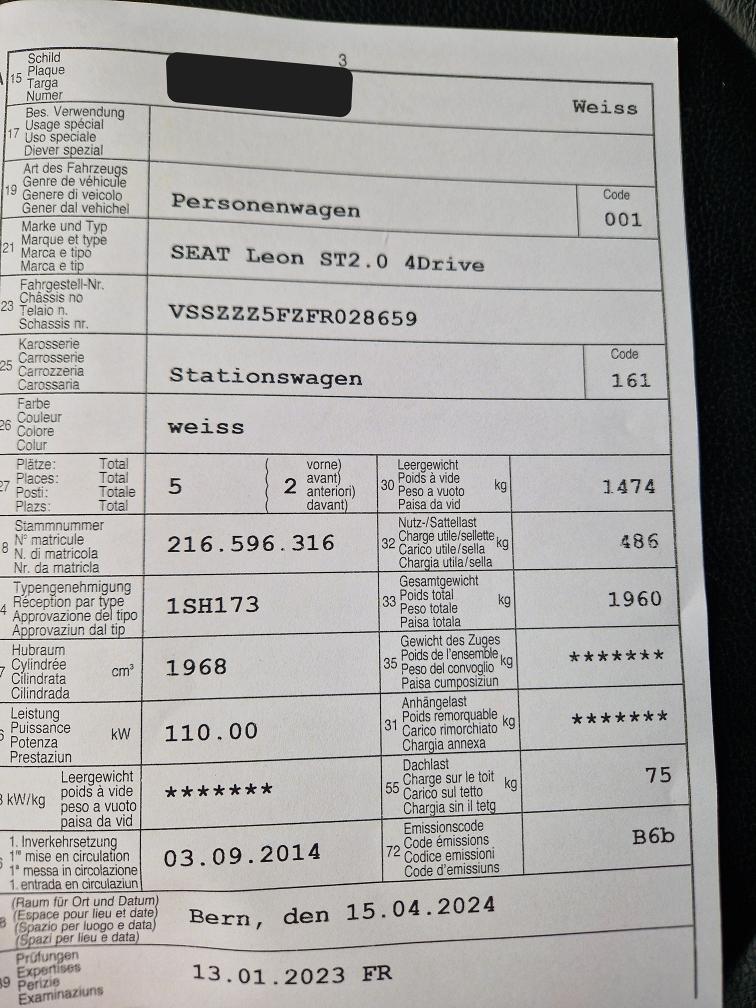 3
15 Schild
Plaque
Targa
Numer
Weiss
17 Bes. Verwendung
Usage spécial
Uso speciale
Diever spezial
19 Art des Fahrzeugs
Genre de véhicule
Genere di veicolo
Gener dal vehichel
Personenwagen
Code
001
21 Marke und Typ
Marque et type
Marca e tipo
Marca e tip
SEAT Leon ST2.0 4Drive
23 Fahrgestell-Nr.
Châssis no
Telaio n.
Schassis nr.
VSSZZZ5FZFR028659
25 Karosserie
Carrosserie
Carrozzeria
Carossaria
Stationswagen
Code
161
26 Farbe
Couleur
Colore
Colur
weiss
27 Plätze: Total
Places: Total
Posti: Totale
Plazs: Total
5
2 vorne)
avant)
anteriori)
davant)
30 Leergewicht
Poids à vide
Peso a vuoto
Paisa da vid
kg
1474
8 Stammnummer
N° matricule
N. di matricola
Nr. da matricla
216.596.316
32 Nutz-/Sattellast
Charge utile/sellette
Carico utile/sella
Chargia utila/sella
kg
486
4 Typengenehmigung
Réception par type
Approvazione del tipo
Approvaziun dal tip
1SH173
33 Gesamtgewicht
Poids total
Peso totale
Paisa totala
kg
1960
7 Hubraum
Cylindrée
Cilindrata
Cilindrada
cm³
1968
35 Gewicht des Zuges
Poids de l'ensemble
Peso del convoglio
Paisa cumposiziun
kg
*******
6 Leistung
Puissance
Potenza
Prestaziun
kW
110.00
31 Anhängelast
Poids remorquable
Carico rimorchiato
Chargia annexa
kg
*******
kW/kg
Leergewicht
poids à vide
peso a vuoto
paisa da vid
*******
55 Dachlast
Charge sur le toit
Carico sul tetto
Chargia sin il tetg
kg
75
6 1. Inverkehrsetzung
1re mise en circulation
1a messa in circolazione
1. entrada en circulaziun
03.09.2014
72 Emissionscode
Code émissions
Codice emissioni
Code d'emissiuns
B6b
8 (Raum für Ort und Datum)
(Espace pour lieu et date)
(Spazio per luogo e data)
(Spazi per lieu e data)
Bern, den 15.04.2024
39 Prüfungen
Expertises
Perizie
Examinaziuns
13.01.2023 FR